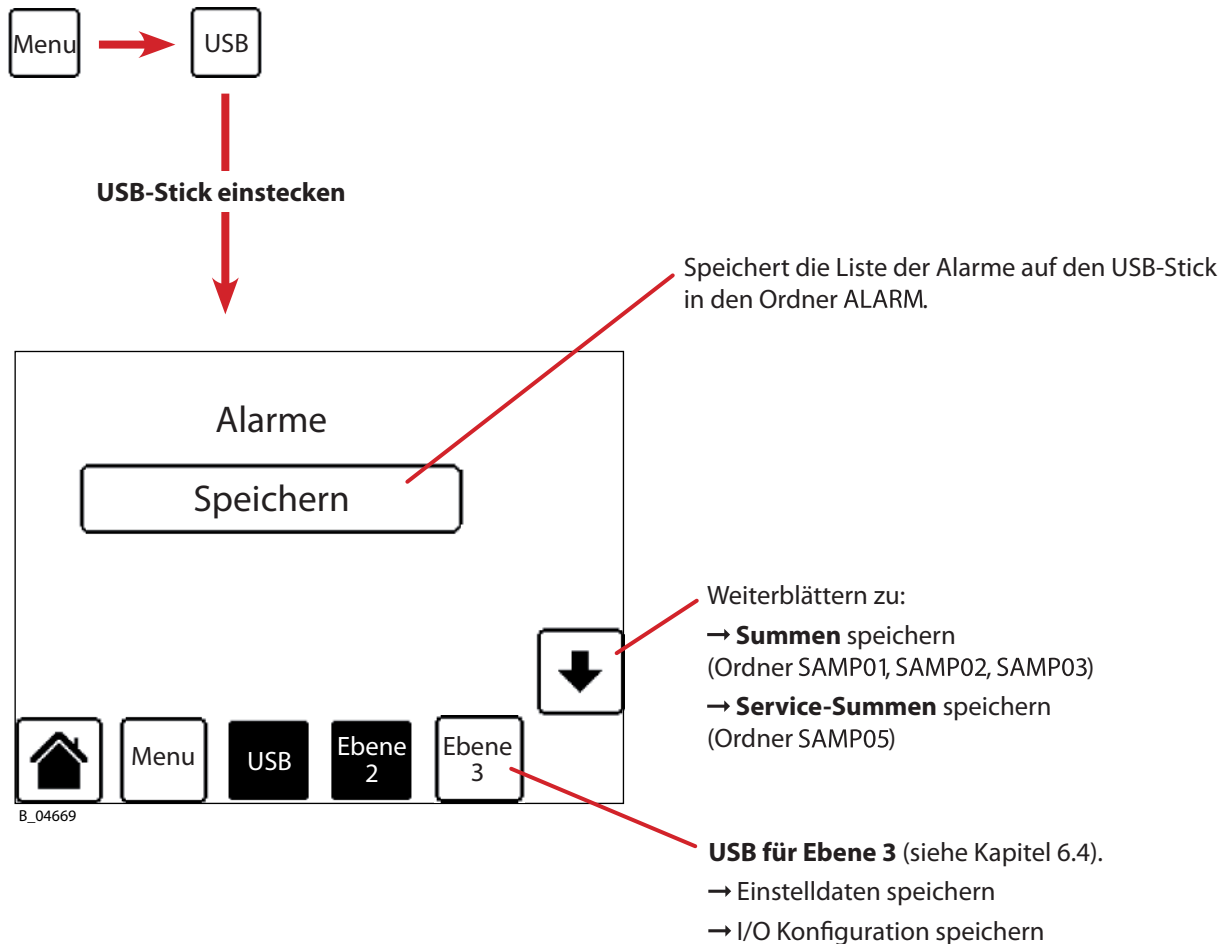 Menu
USB
USB-Stick einstecken
Speichert die Liste der Alarme auf den USB-Stick
in den Ordner ALARM.
Alarme
Speichern
Weiterblättern zu:
→ Summen speichern
(Ordner SAMP01, SAMP02, SAMP03)
→ Service-Summen speichern
(Ordner SAMP05)
Menu
USB
Ebene
2
Ebene
3
B_04669
USB für Ebene 3 (siehe Kapitel 6.4).
→ Einstelldaten speichern
→ I/O Konfiguration speichern